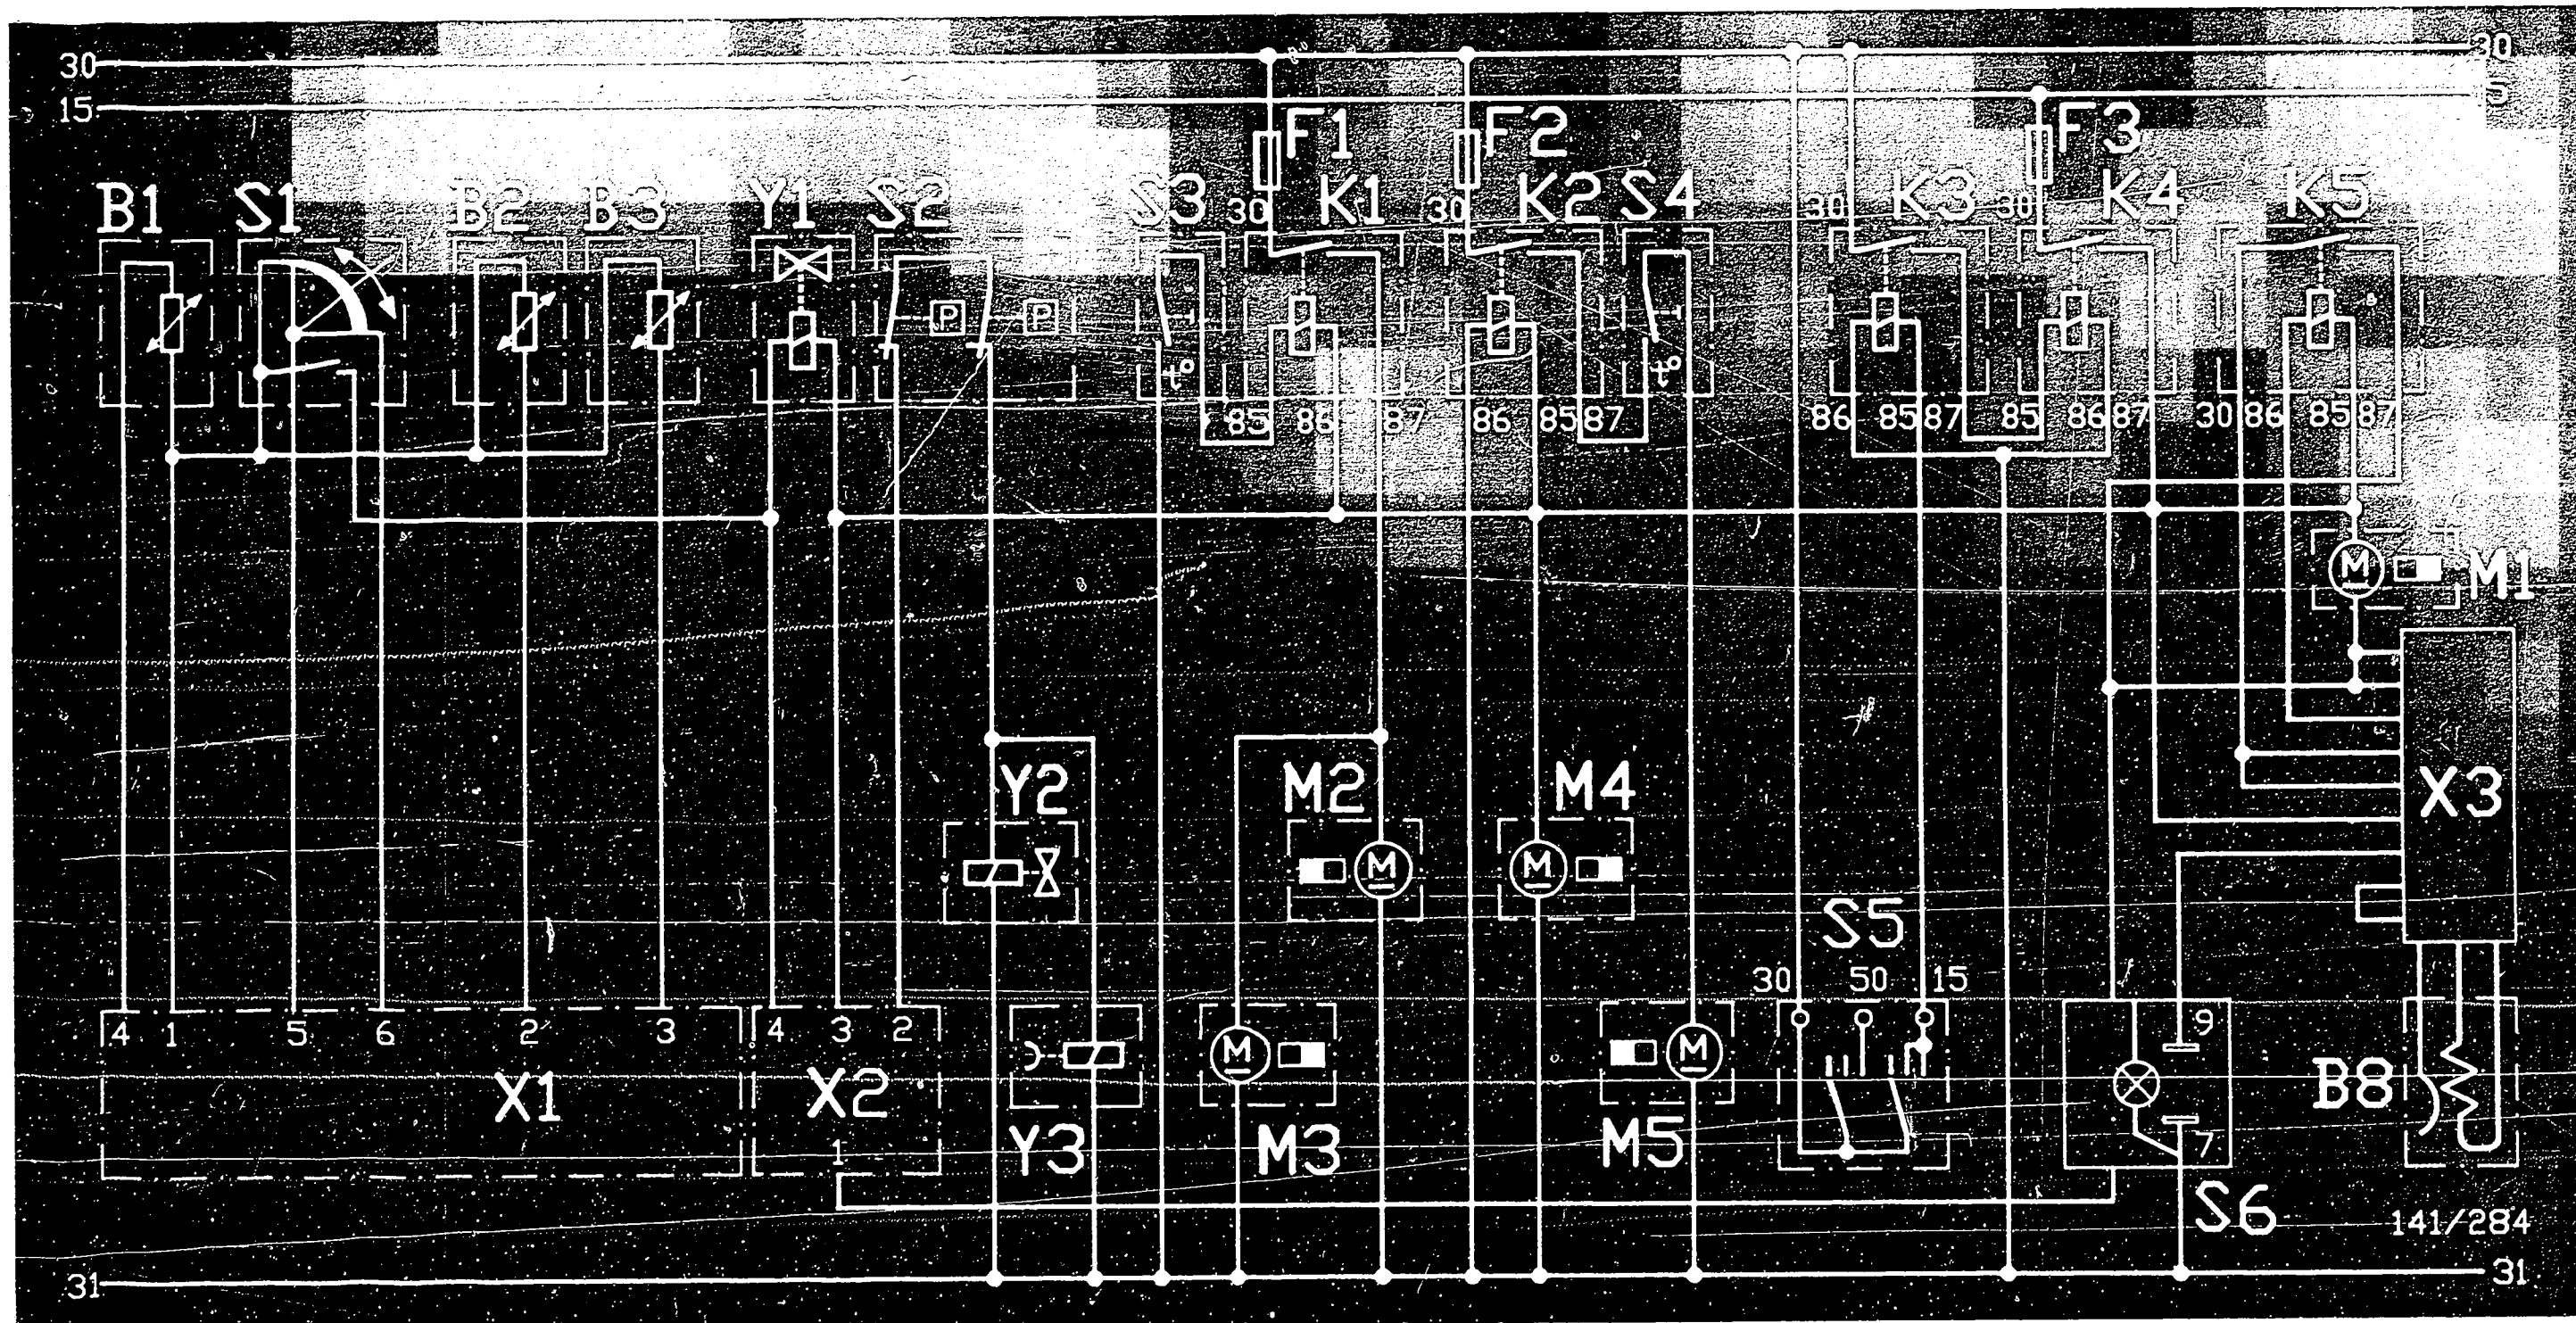 30 30
15 5
F1 F2 F3
B1 S1 B2 B3 Y1 S2 S3 30 K1 30 K2 S4 30 K3 30 K4 K5
P P
t° t°
85 86 87 86 85 87 86 85 87 85 86 87 30 86 85 87
M M1
Y2 M2 M4 X3
M M
S5
30 50 15
4 1 5 6 2 3 4 3 2 9
M M
X1 X2 B8
1 7
Y3 M3 M5
S6 141/284
31 31